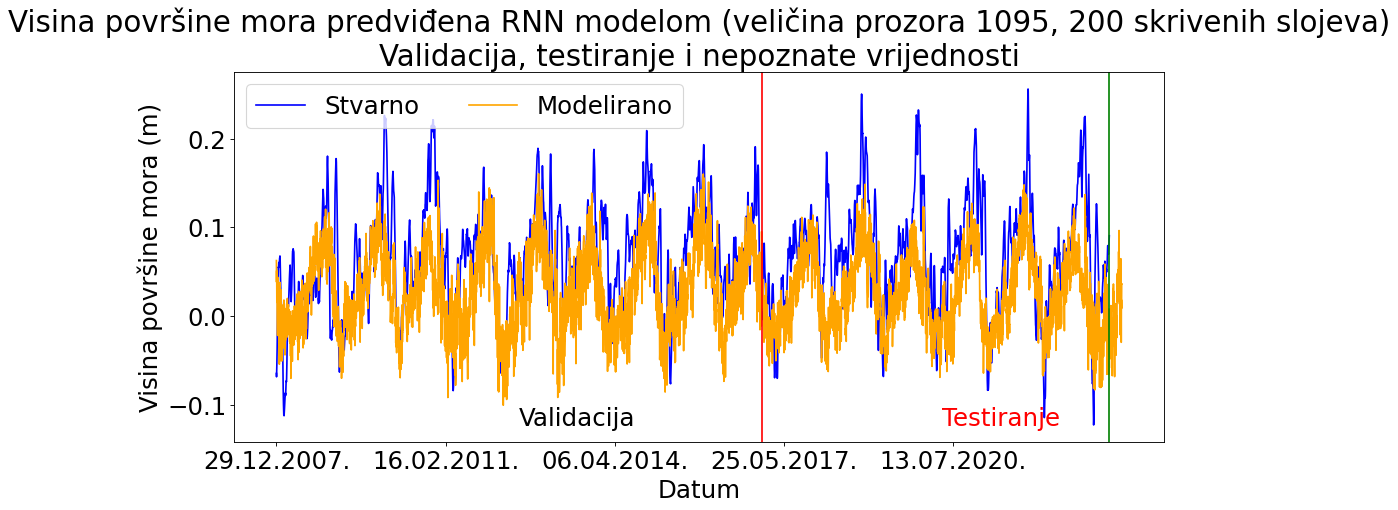 Visina površine mora predviđena RNN modelom (veličina prozora 1095, 200 skrivenih slojeva)
Validacija, testiranje i nepoznate vrijednosti
Stvarno Modelirano
Visina površine mora (m)
0.2
0.1
0.0
−0.1
Validacija Testiranje
29.12.2007. 16.02.2011. 06.04.2014. 25.05.2017. 13.07.2020.
Datum